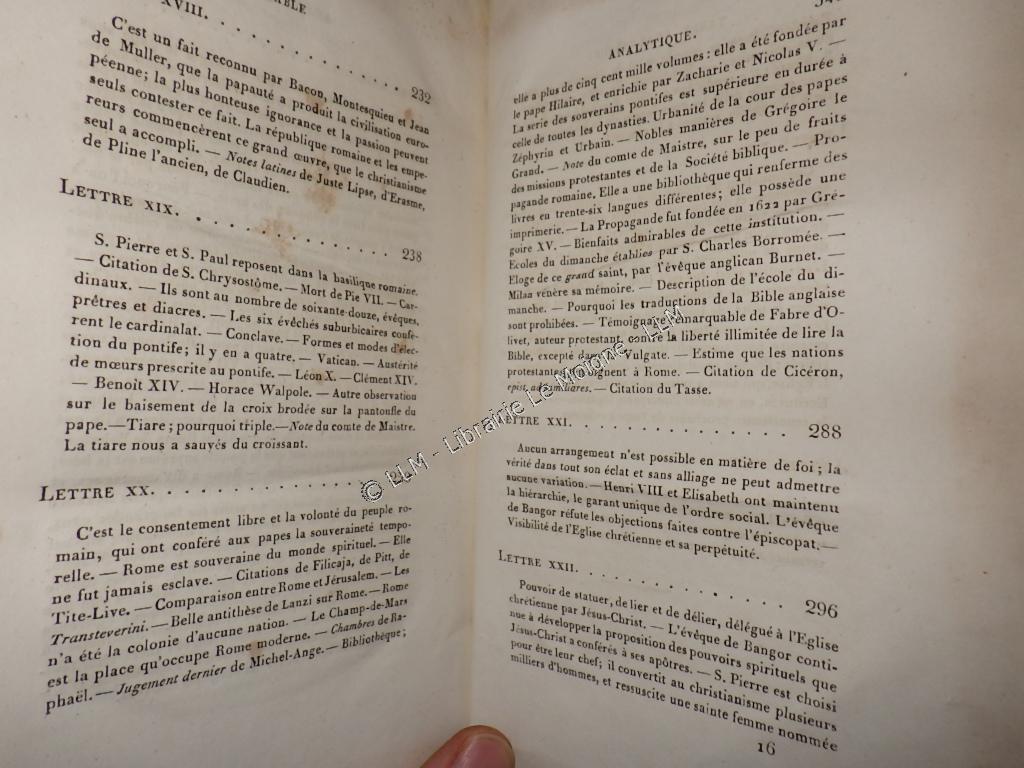 XVIII. . . . . . . . . . . . . 232
C'est un fait reconnu par Bacon, Montesquieu et Jean
de Muller, que la papauté a produit la civilisation euro-
péenne; la plus honteuse ignorance et la passion peuvent
seuls contester ce fait. La république romaine et les empe-
reurs commencèrent ce grand œuvre, que le christianisme
seul a accompli. — Notes latines de Juste Lipse, d'Erasme,
de Pline l'ancien, de Claudien.
LETTRE XIX. . . . . . . . . . . . . 238
S. Pierre et S. Paul reposent dans la basilique romaine.
— Citation de S. Chrysostôme. — Mort de Pie VII. — Car-
dinaux. — Ils sont au nombre de soixante-douze, évêques,
prêtres et diacres. — Les six évêchés suburbicaires confe-
rent le cardinalat. — Conclave. — Formes et modes d'élec-
tion du pontife; il y en a quatre. — Vatican. — Austérité
de mœurs prescrite au pontife. — Léon X. — Clément XIV.
— Benoît XIV. — Horace Walpole. — Autre observation
sur le baisement de la croix brodée sur la pantoufle du
pape. — Tiare; pourquoi triple. — Note du comte de Maistre.
La tiare nous a sauvés du croissant.
LETTRE XX. . . . . . . . . . . . .
C'est le consentement libre et la volonté du peuple ro-
main, qui ont conféré aux papes la souveraineté tempo-
relle. — Rome est souveraine du monde spirituel. — Elle
ne fut jamais esclave. — Citations de Filicaja, de Pitt, de
Tite-Live. — Comparaison entre Rome et Jérusalem. — Les
Transteverini. — Belle antithèse de Lanzi sur Rome. — Rome
n'a été la colonie d'aucune nation. — Le Champ-de-Mars
est la place qu'occupe Rome moderne. — Chambres de Ra-
phaël. — Jugement dernier de Michel-Ange. — Bibliothèque;
ANALYTIQUE.
elle a plus de cinq cent mille volumes : elle a été fondée par
le pape Hilaire, et enrichie par Zacharie et Nicolas V. —
La serie des souverains pontifes est supérieure en durée à
celle de toutes les dynasties. Urbanité de la cour des papes
Zéphyrin et Urbain. — Nobles manières de Grégoire le
Grand. — Note du comte de Maistre, sur le peu de fruits
des missions protestantes et de la Société biblique. — Pro-
pagande romaine. Elle a une bibliothèque qui renferme des
livres en trente-six langues différentes; elle possède une
imprimerie. — La Propagande fut fondée en 1622 par Gré-
goire XV. — Bienfaits admirables de cette institution. —
Ecoles du dimanche établies par S. Charles Borromée. —
Eloge de ce grand saint, par l'évêque anglican Burnet. —
Milan vénère sa mémoire. — Description de l'école du di-
manche. — Pourquoi les traductions de la Bible anglaise
sont prohibées. — Témoignage remarquable de Fabre d'O-
livet, auteur protestant, contre la liberté illimitée de lire la
Bible, excepté dans la Vulgate. — Estime que les nations
protestantes témoignent à Rome. — Citation de Cicéron,
epist. ad familiares. — Citation du Tasse.
LETTRE XXI. . . . . . . . . . . . . 288
Aucun arrangement n'est possible en matière de foi; la
vérité dans tout son éclat et sans alliage ne peut admettre
aucune variation. — Henri VIII et Elisabeth ont maintenu
la hiérarchie, le garant unique de l'ordre social. L'évêque
de Bangor réfute les objections faites contre l'épiscopat. —
Visibilité de l'Eglise chrétienne et sa perpétuité.
LETTRE XXII. . . . . . . . . . . . . 296
Pouvoir de statuer, de lier et de délier, délégué à l'Eglise
chrétienne par Jésus-Christ. — L'évêque de Bangor conti-
nue à développer la proposition des pouvoirs spirituels que
Jésus-Christ a conférés à ses apôtres. — S. Pierre est choisi
pour être leur chef; il convertit au christianisme plusieurs
milliers d'hommes, et ressuscite une sainte femme nommée
16
© LLM - Librairie Le Moigne - LLM